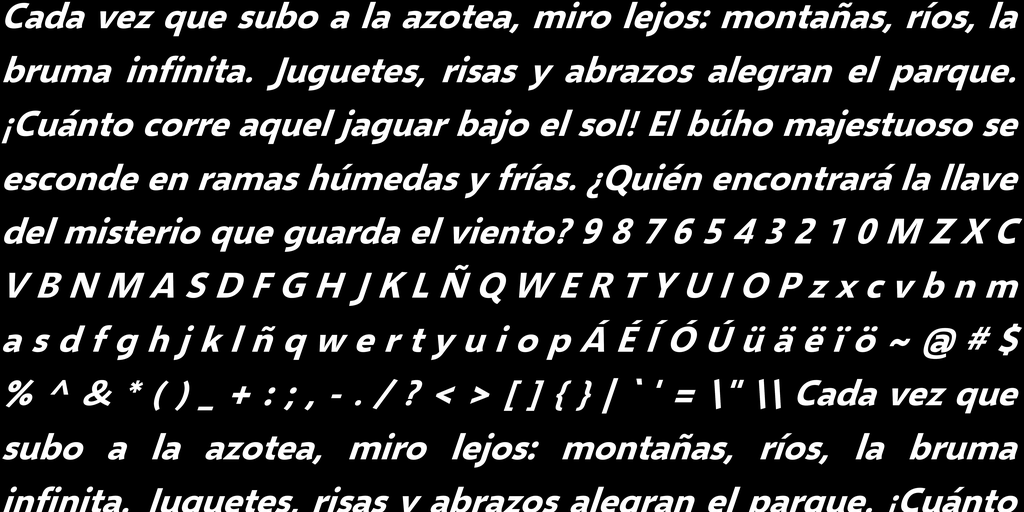 Cada vez que subo a la azotea, miro lejos: montañas, ríos, la
bruma infinita. Juguetes, risas y abrazos alegran el parque.
¡Cuánto corre aquel jaguar bajo el sol! El búho majestuoso se
esconde en ramas húmedas y frías. ¿Quién encontrará la llave
del misterio que guarda el viento? 9 8 7 6 5 4 3 2 1 0 M Z X C
V B N M A S D F G H J K L Ñ Q W E R T Y U I O P z x c v b n m
a s d f g h j k l ñ q w e r t y u i o p Á É Í Ó Ú ü ä ë ï ö ~ @ # $
% ^ & * ( ) _ + : ; , - . / ? < > [ ] { } | ` ' = \" \\ Cada vez que
subo a la azotea, miro lejos: montañas, ríos, la bruma
infinita. Juguetes, risas y abrazos alegran el parque. ¡Cuánto